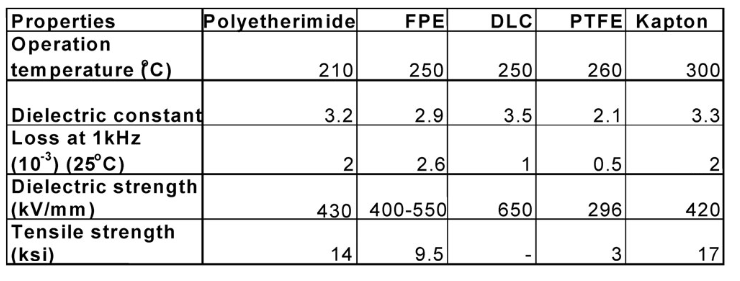 Properties Polyetherimide FPE DLC PTFE Kapton
Operation
temperature (°C) 210 250 250 260 300
Dielectric constant 3.2 2.9 3.5 2.1 3.3
Loss at 1kHz
(10⁻³) (25°C) 2 2.6 1 0.5 2
Dielectric strength
(kV/mm) 430 400-550 650 296 420
Tensile strength
(ksi) 14 9.5 - 3 17